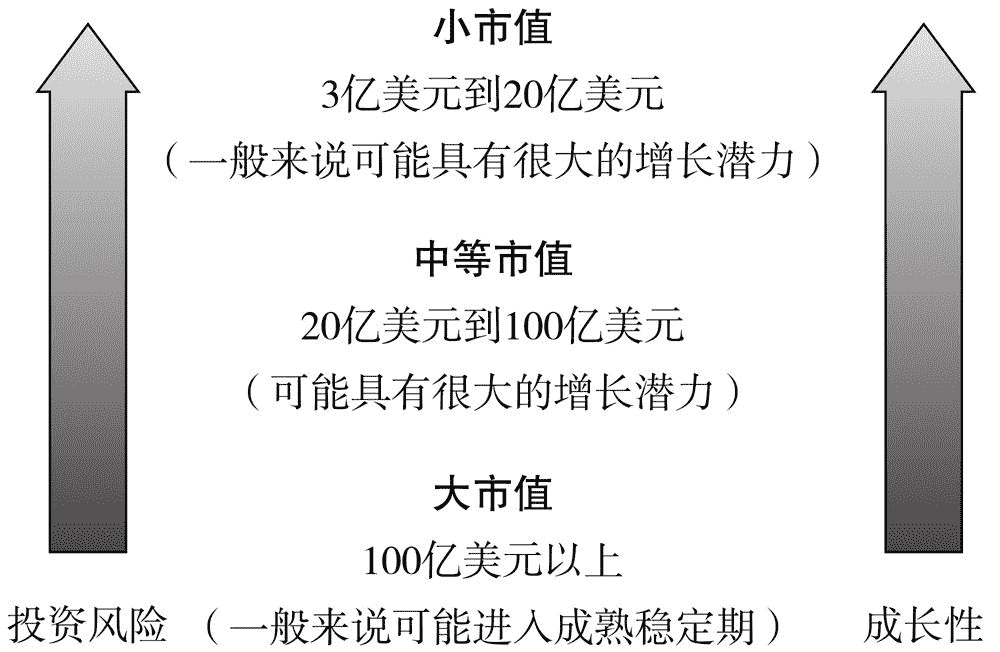 小市值
3亿美元到20亿美元
（一般来说可能具有很大的增长潜力）
中等市值
20亿美元到100亿美元
（可能具有很大的增长潜力）
大市值
100亿美元以上
投资风险 （一般来说可能进入成熟稳定期） 成长性